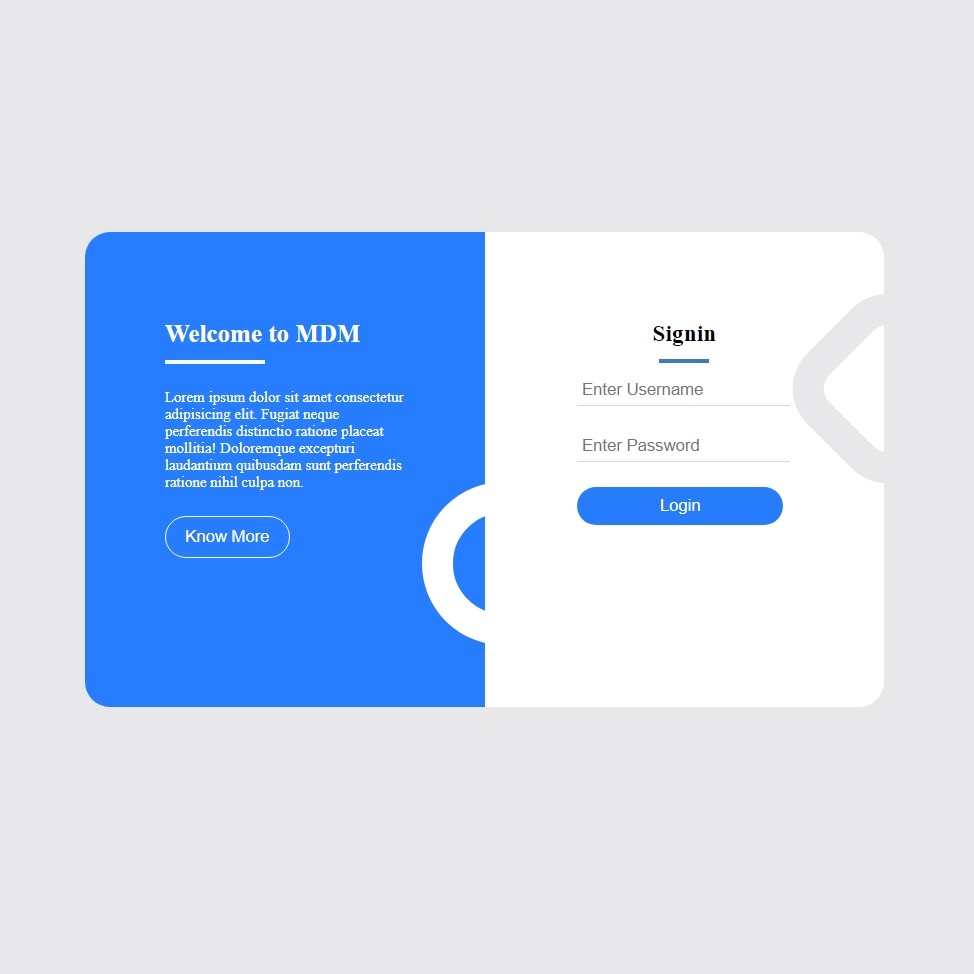 Welcome to MDM
Lorem ipsum dolor sit amet consectetur
adipisicing elit. Fugiat neque
perferendis distinctio ratione placeat
mollitia! Doloremque excepturi
laudantium quibusdam sunt perferendis
ratione nihil culpa non.
Know More
Signin
Enter Username
Enter Password
Login